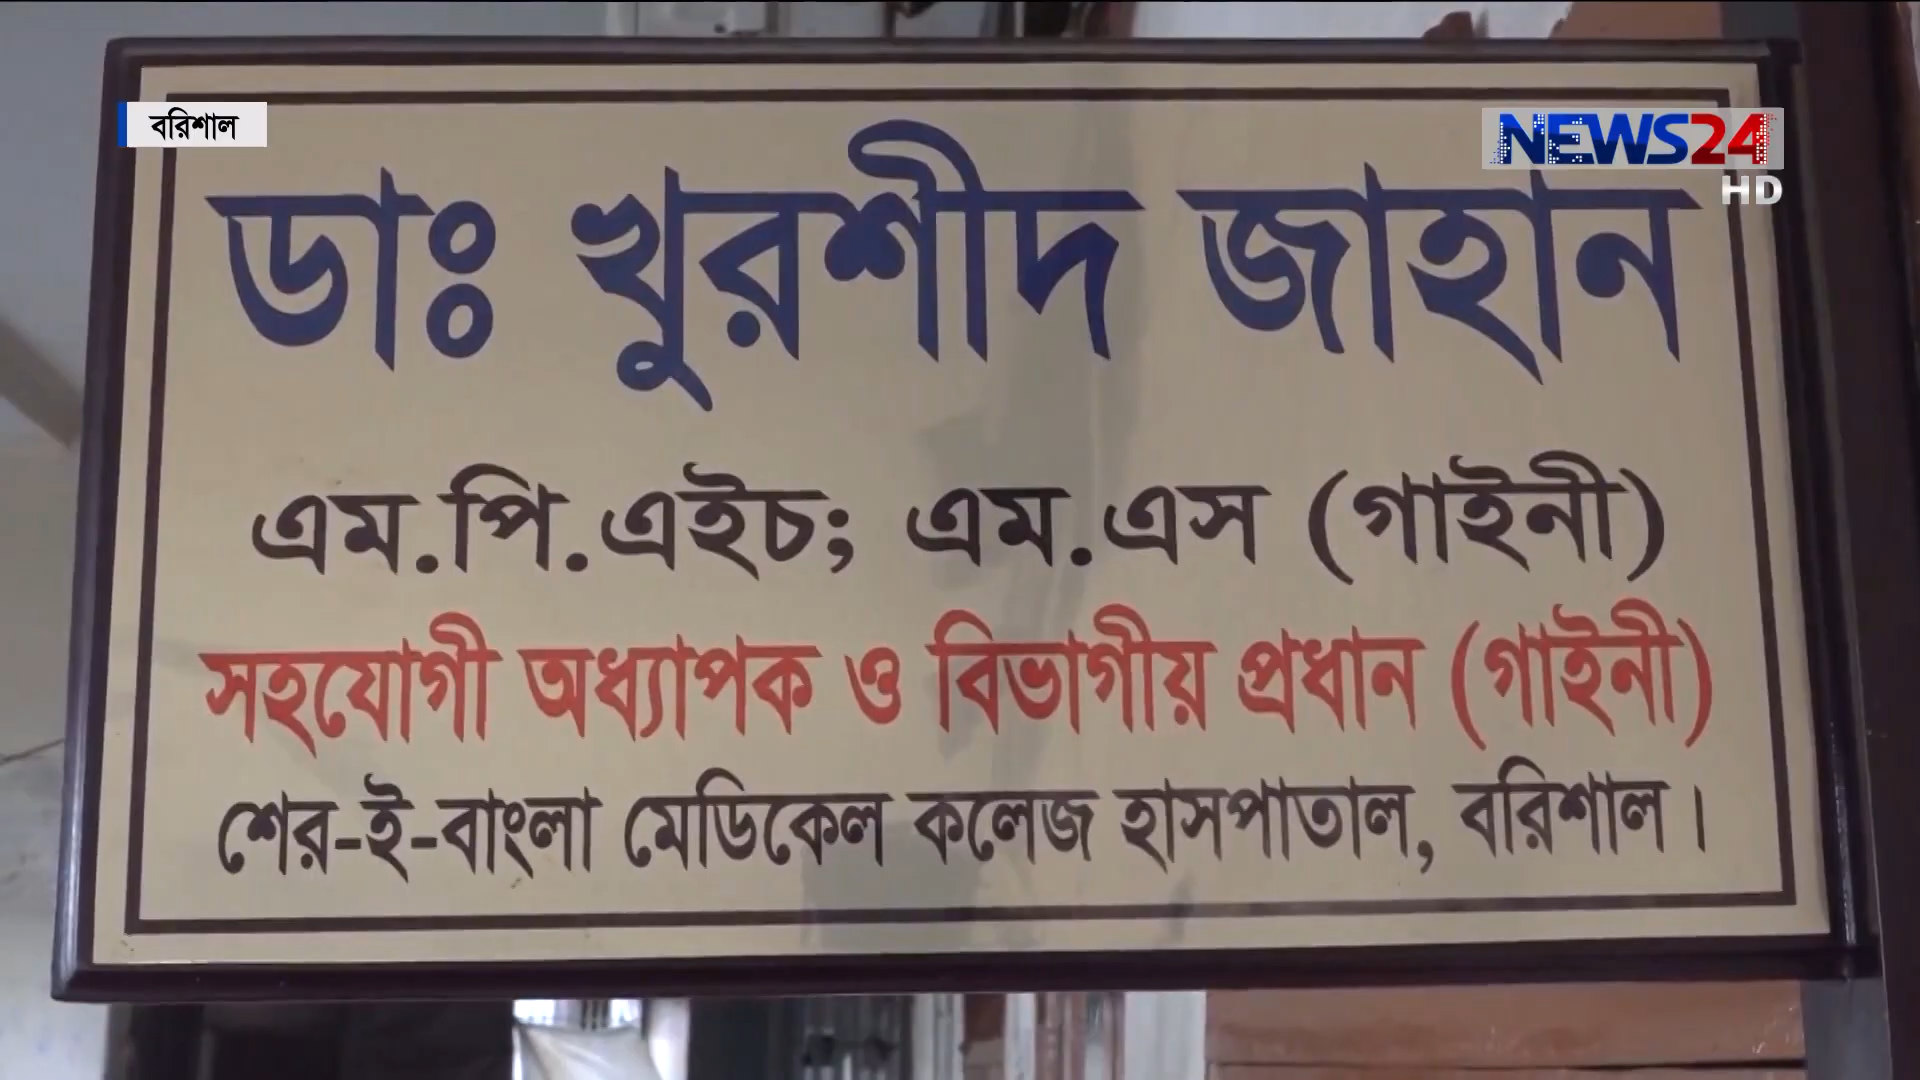 বরিশাল
NEWS24
HD
ডাঃ খুরশীদ জাহান
এম.পি.এইচ; এম.এস (গাইনী)
সহযোগী অধ্যাপক ও বিভাগীয় প্রধান (গাইনী)
শের-ই-বাংলা মেডিকেল কলেজ হাসপাতাল, বরিশাল।